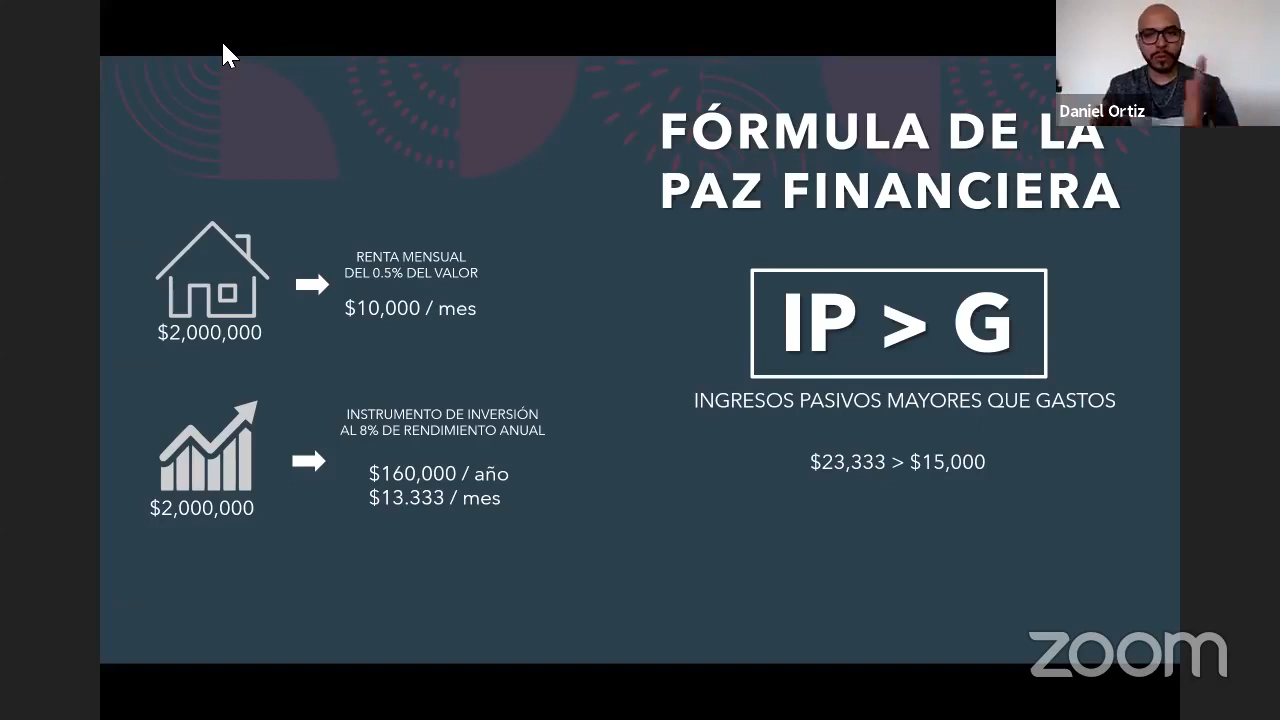 Daniel Ortiz
FÓRMULA DE LA
PAZ FINANCIERA
RENTA MENSUAL
DEL 0.5% DEL VALOR
$10,000 / mes
$2,000,000
IP > G
INGRESOS PASIVOS MAYORES QUE GASTOS
$23,333 > $15,000
INSTRUMENTO DE INVERSIÓN
AL 8% DE RENDIMIENTO ANUAL
$160,000 / año
$13.333 / mes
$2,000,000
zoom